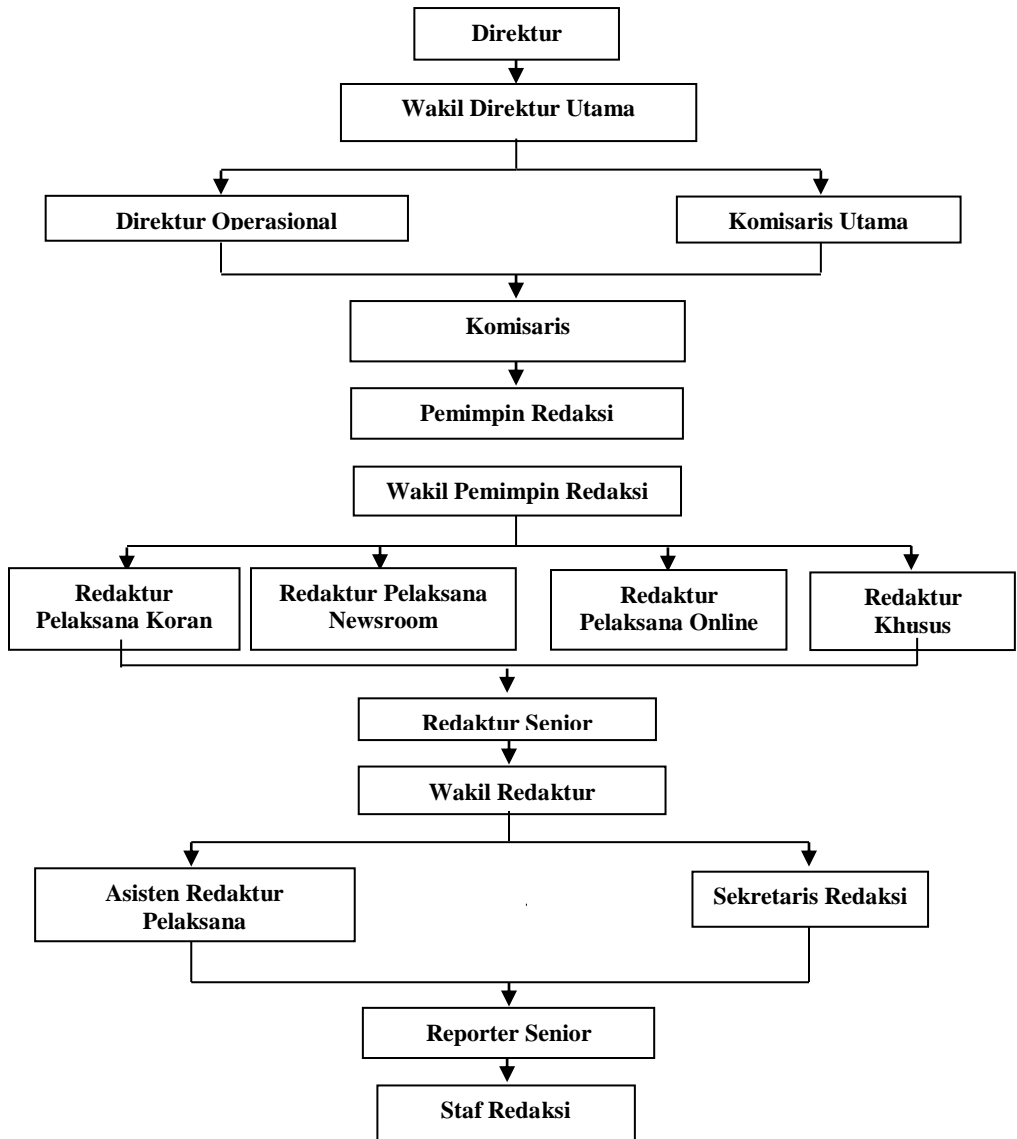 Direktur
Wakil Direktur Utama
Direktur Operasional
Komisaris Utama
Komisaris
Pemimpin Redaksi
Wakil Pemimpin Redaksi
Redaktur
Pelaksana Koran
Redaktur Pelaksana
Newsroom
Redaktur
Pelaksana Online
Redaktur
Khusus
Redaktur Senior
Wakil Redaktur
Asisten Redaktur
Pelaksana
Sekretaris Redaksi
Reporter Senior
Staf Redaksi